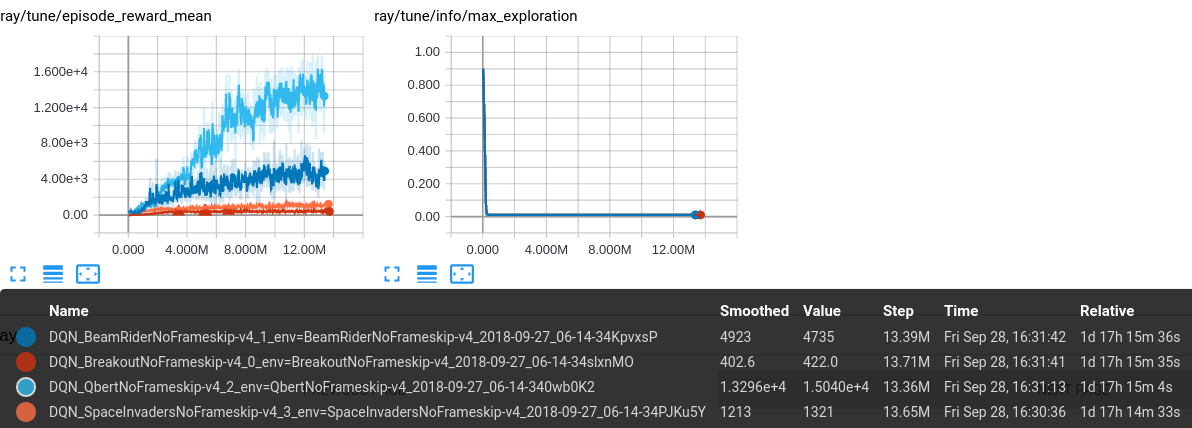 ray/tune/episode_reward_mean ray/tune/info/max_exploration
1.600e+4
1.200e+4
8.00e+3
4.00e+3
0.00
0.000 4.000M 8.000M 12.00M
1.00
0.800
0.600
0.400
0.200
0.00
0.000 4.000M 8.000M 12.00M
Name Smoothed Value Step Time Relative
ay
DQN_BeamRiderNoFrameskip-v4_1_env=BeamRiderNoFrameskip-v4_2018-09-27_06-14-34KpvxsP 4923 4735 13.39M Fri Sep 28, 16:31:42 1d 17h 15m 36s
DQN_BreakoutNoFrameskip-v4_0_env=BreakoutNoFrameskip-v4_2018-09-27_06-14-34slxnMO 402.6 422.0 13.71M Fri Sep 28, 16:31:41 1d 17h 15m 35s
DQN_QbertNoFrameskip-v4_2_env=QbertNoFrameskip-v4_2018-09-27_06-14-340wb0K2 1.3296e+4 1.5040e+4 13.36M Fri Sep 28, 16:31:13 1d 17h 15m 4s
DQN_SpaceInvadersNoFrameskip-v4_3_env=SpaceInvadersNoFrameskip-v4_2018-09-27_06-14-34PJKu5Y 1213 1321 13.65M Fri Sep 28, 16:30:36 1d 17h 14m 33s